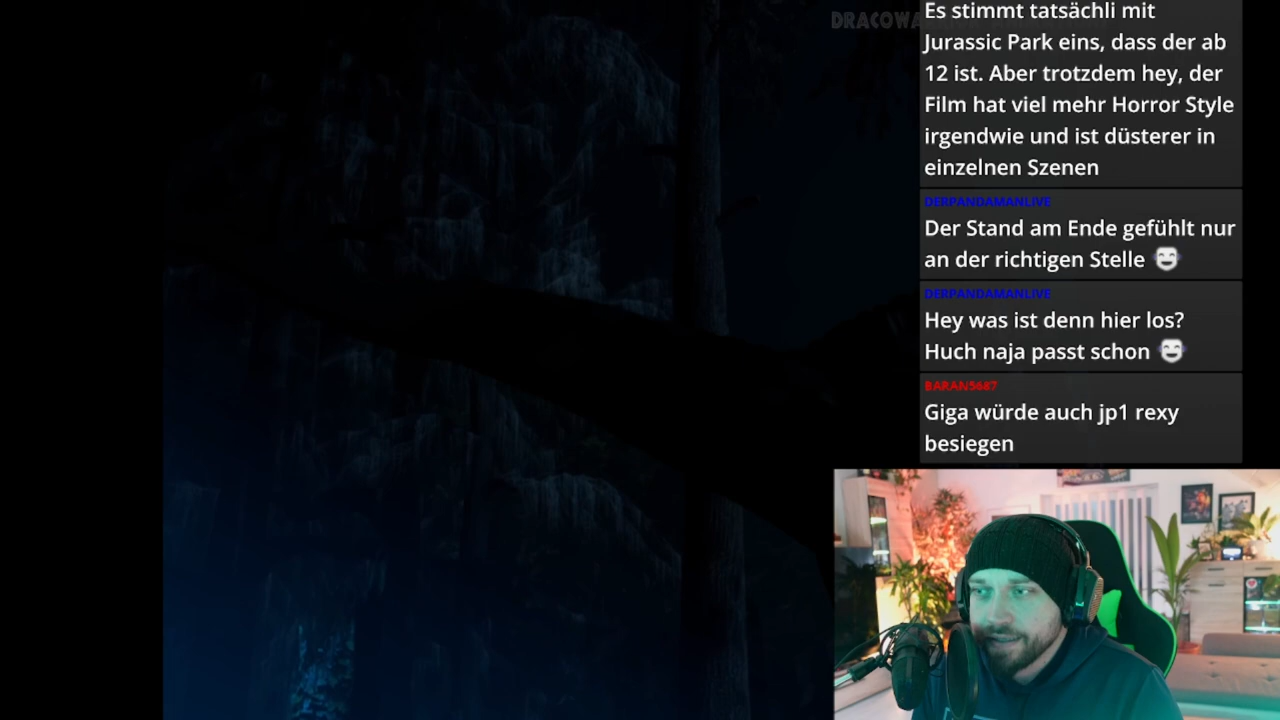 DRACOWA
Es stimmt tatsächli mit
Jurassic Park eins, dass der ab
12 ist. Aber trotzdem hey, der
Film hat viel mehr Horror Style
irgendwie und ist düsterer in
einzelnen Szenen
DERPANDAMANLIVE
Der Stand am Ende gefühlt nur
an der richtigen Stelle
DERPANDAMANLIVE
Hey was ist denn hier los?
Huch naja passt schon
BARAN5687
Giga würde auch jp1 rexy
besiegen